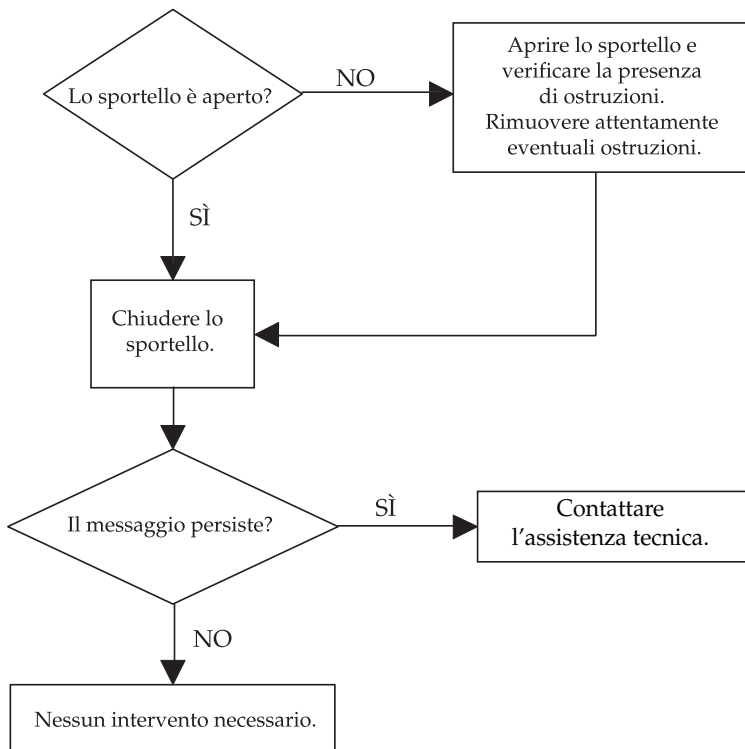 Lo sportello è aperto?
NO
Aprire lo sportello e
verificare la presenza
di ostruzioni.
Rimuovere attentamente
eventuali ostruzioni.
SÌ
Chiudere lo
sportello.
Il messaggio persiste?
SÌ
Contattare
l’assistenza tecnica.
NO
Nessun intervento necessario.